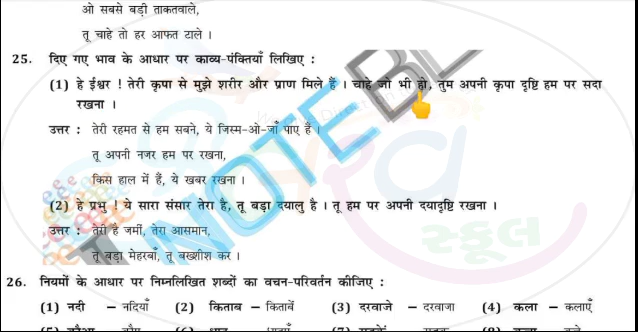 ओ सबसे बड़ी ताकतवाले,
तू चाहे तो हर आफत टाले ।
25. दिए गए भाव के आधार पर काव्य-पंक्तियाँ लिखिए :
(1) हे ईश्वर ! तेरी कृपा से मुझे शरीर और प्राण मिले हैं । चाहे जो भी हो, तुम अपनी कृपा दृष्टि हम पर सदा
रखना ।
उत्तर : तेरी रहमत से हम सबने, ये जिस्म-ओ-जाँ पाए हैं ।
तू अपनी नजर हम पर रखना,
किस हाल में हैं, ये खबर रखना ।
(2) हे प्रभु ! ये सारा संसार तेरा है, तू बड़ा दयालु है । तू हम पर अपनी दयादृष्टि रखना ।
उत्तर : तेरी है जमीं, तेरा आसमान,
तू बड़ा मेहरबाँ, तू बख्शीश कर ।
સ્કૂલ
26. नियमों के आधार पर निम्नलिखित शब्दों का वचन-परिवर्तन कीजिए :
(1) नदी – नदियाँ (2) किताब – किताबें (3) दरवाजे – दरवाजा (4) कला – कलाएँ